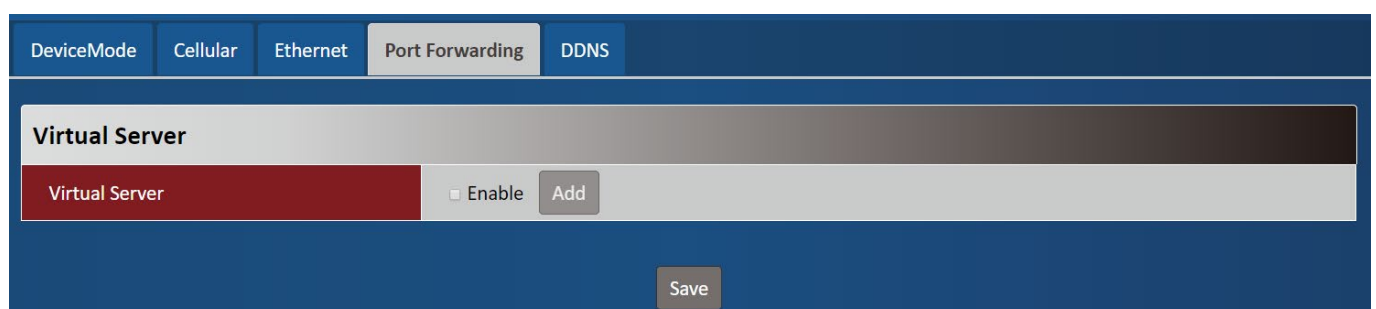 DeviceMode Cellular Ethernet Port Forwarding DDNS
Virtual Server
Virtual Server Enable Add
Save